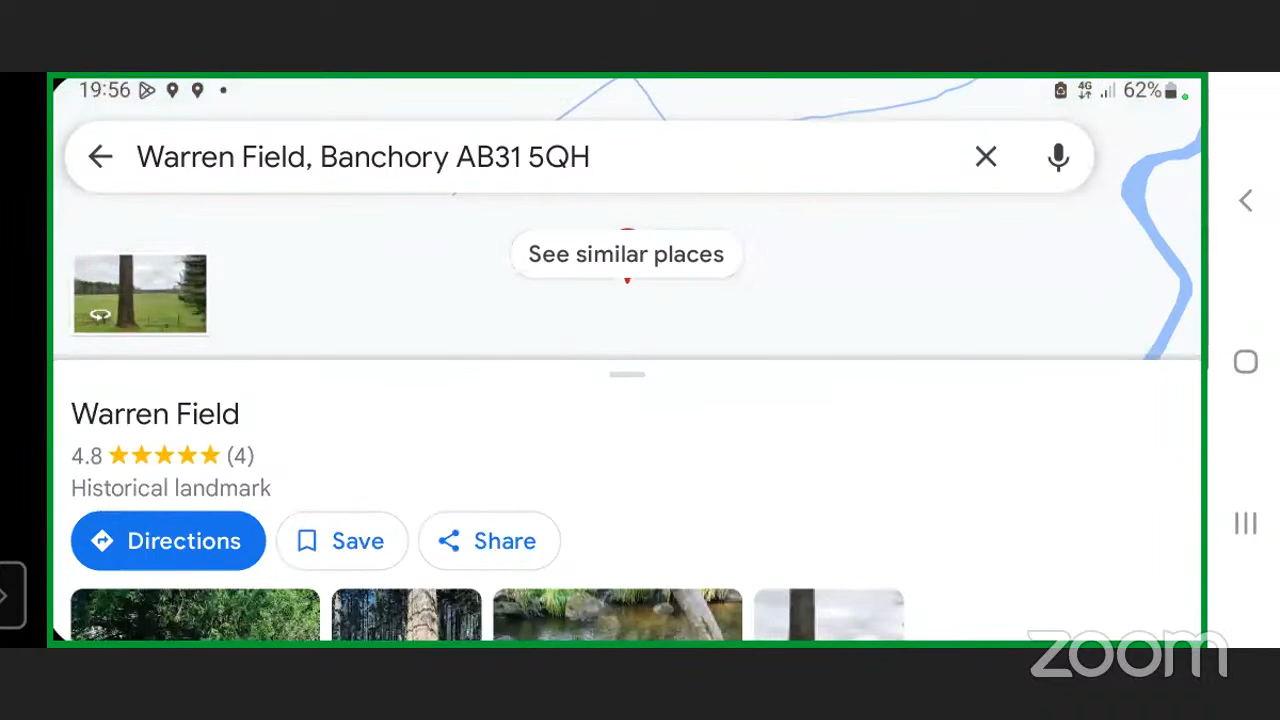 19:56
4G 62%
Warren Field, Banchory AB31 5QH
See similar places
Warren Field
4.8 (4)
Historical landmark
Directions Save Share
zoom